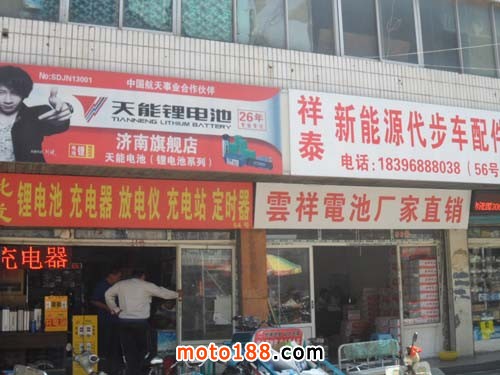 No:SDJN13001
中国航天事业合作伙伴
天能锂电池
TIANNENG LITHIUM BATTERY
26年
济南旗舰店
天能电池（锂电池系列）
祥泰
新能源代步车配件
电话：18396888038（56号）
锂电池 充电器 放电仪 充电站 定时器
雲祥電池厂家直销
充电器
moto188.com